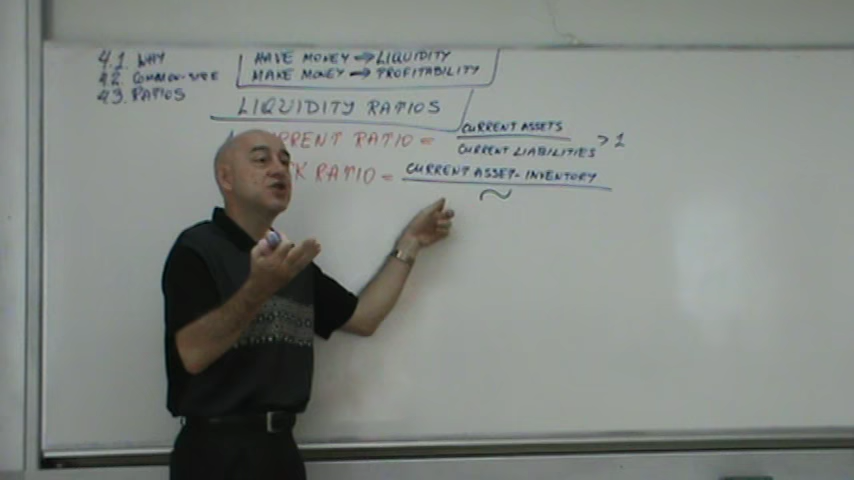 4.1. WHY
4.2. COMMON-SIZE
4.3. RATIOS
HAVE MONEY → LIQUIDITY
MAKE MONEY → PROFITABILITY
LIQUIDITY RATIOS
RRENT RATIO = CURRENT ASSETS
CURRENT LIABILITIES
> 1
K RATIO = CURRENT ASSET - INVENTORY
~